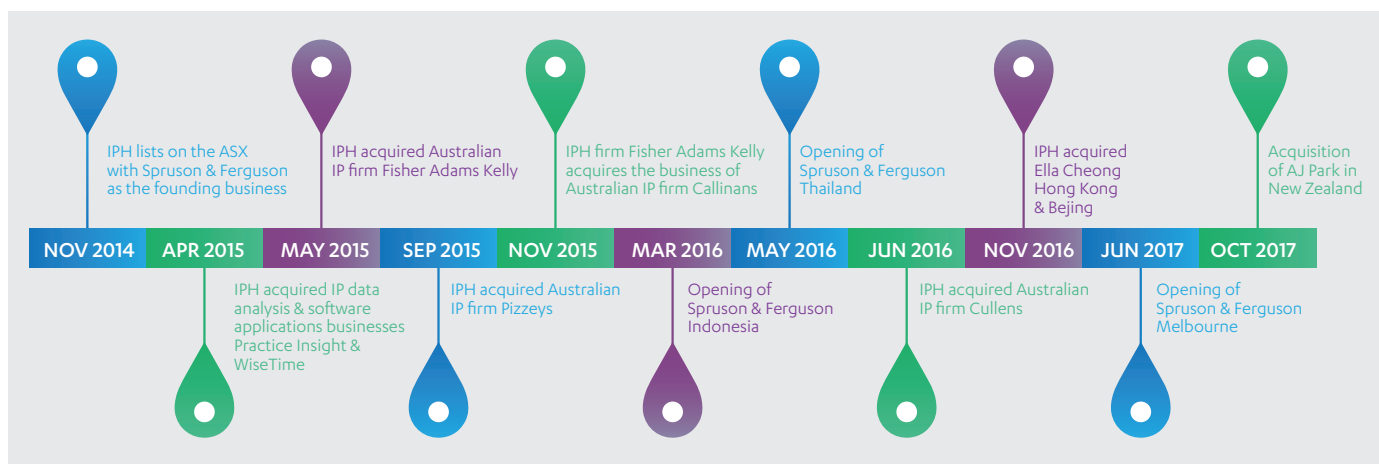 IPH lists on the ASX
with Spruson & Ferguson
as the founding business
IPH acquired Australian
IP firm Fisher Adams Kelly
IPH firm Fisher Adams Kelly
acquires the business of
Australian IP firm Callinans
Opening of
Spruson & Ferguson
Thailand
IPH acquired
Ella Cheong
Hong Kong
& Bejing
Acquisition
of AJ Park in
New Zealand
NOV 2014 APR 2015 MAY 2015 SEP 2015 NOV 2015 MAR 2016 MAY 2016 JUN 2016 NOV 2016 JUN 2017 OCT 2017
IPH acquired IP data
analysis & software
applications businesses
Practice Insight &
WiseTime
IPH acquired Australian
IP firm Pizzeys
Opening of
Spruson & Ferguson
Indonesia
IPH acquired Australian
IP firm Cullens
Opening of
Spruson & Ferguson
Melbourne